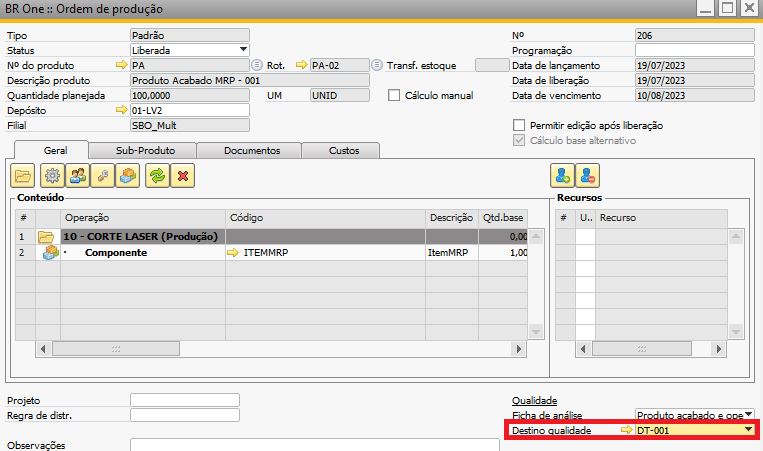 BR One :: Ordem de produção
Tipo Padrão Nº 206
Status Liberada Programação
Nº do produto PA Rot. PA-02 Transf. estoque Data de lançamento 19/07/2023
Descrição produto Produto Acabado MRP - 001 Data de liberação 19/07/2023
Quantidade planejada 100,0000 UM UNID Cálculo manual Data de vencimento 10/08/2023
Depósito 01-LV2
Filial SBO_Mult Permitir edição após liberação
Cálculo base alternativo
Geral Sub-Produto Documentos Custos
Conteúdo Recursos
# Operação Código Descrição Qtd.base # U.. Recurso
1 10 - CORTE LASER (Produção) 0,00
2 · Componente ITEMMRP ItemMRP 1,00
Projeto Qualidade
Regra de distr. Ficha de análise Produto acabado e ope
Destino qualidade DT-001
Observações